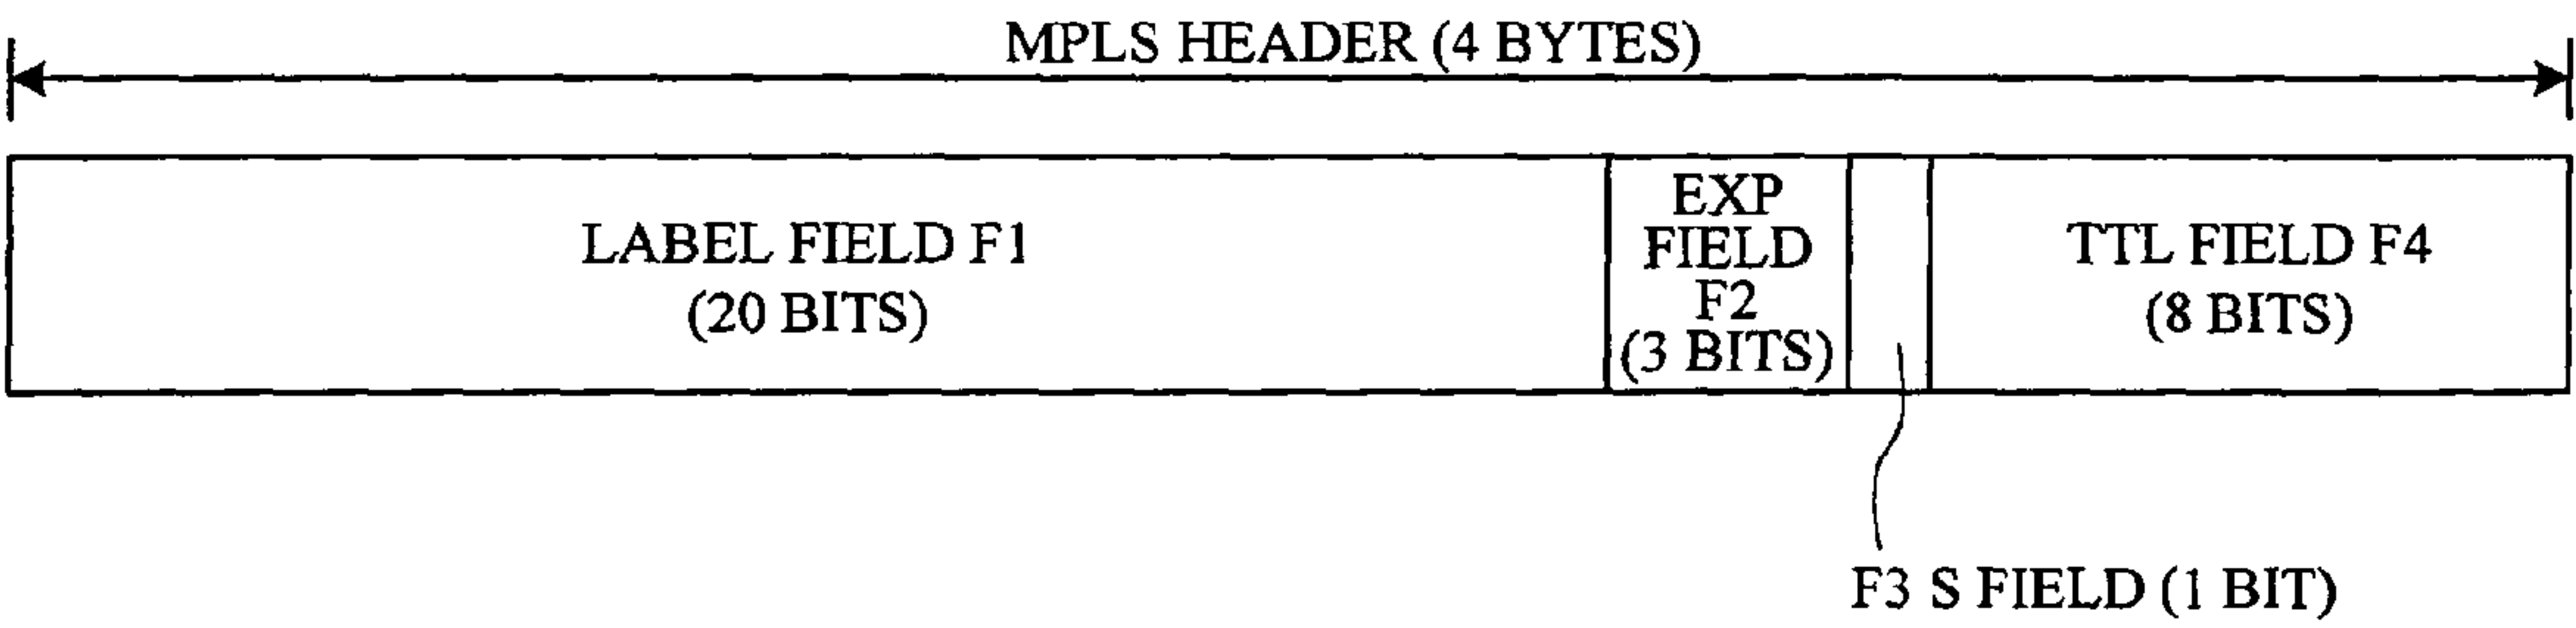 MPLS HEADER (4 BYTES)
LABEL FIELD F1
(20 BITS)
EXP
FIELD
F2
(3 BITS)
TTL FIELD F4
(8 BITS)
F3 S FIELD (1 BIT)